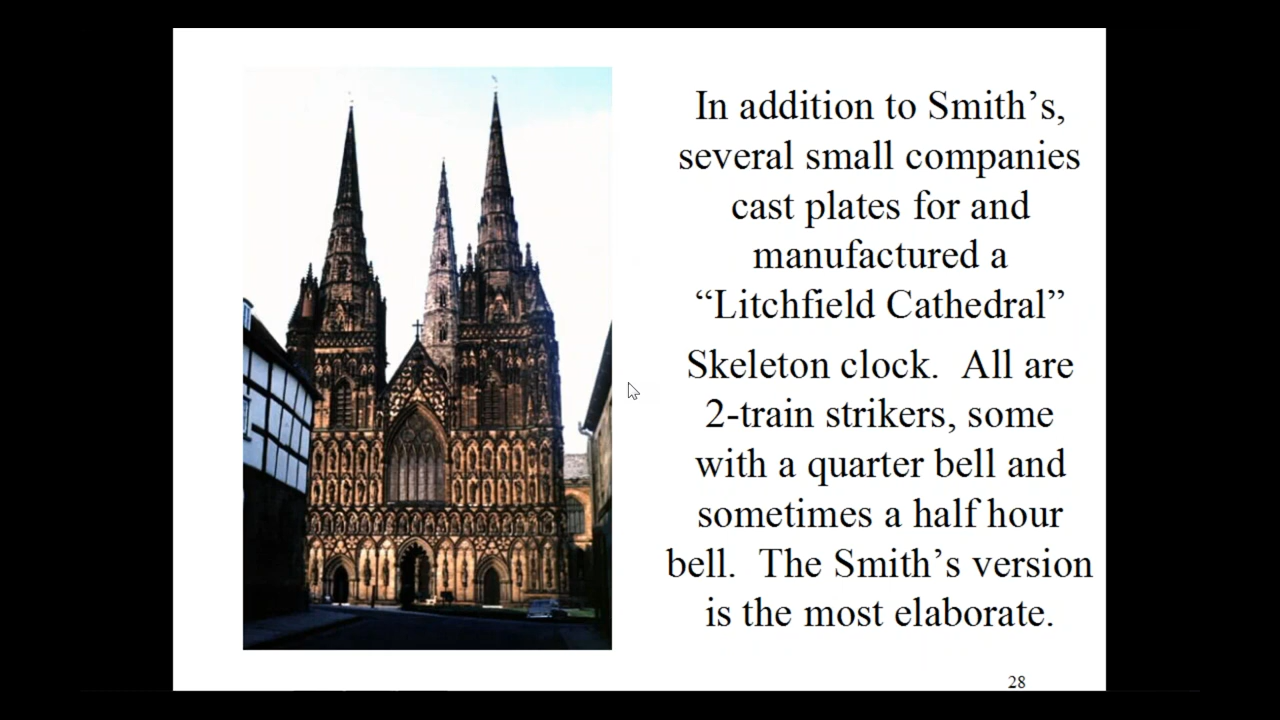 In addition to Smith’s,
several small companies
cast plates for and
manufactured a
“Litchfield Cathedral”
Skeleton clock.  All are
2-train strikers, some
with a quarter bell and
sometimes a half hour
bell.  The Smith’s version
is the most elaborate.
28